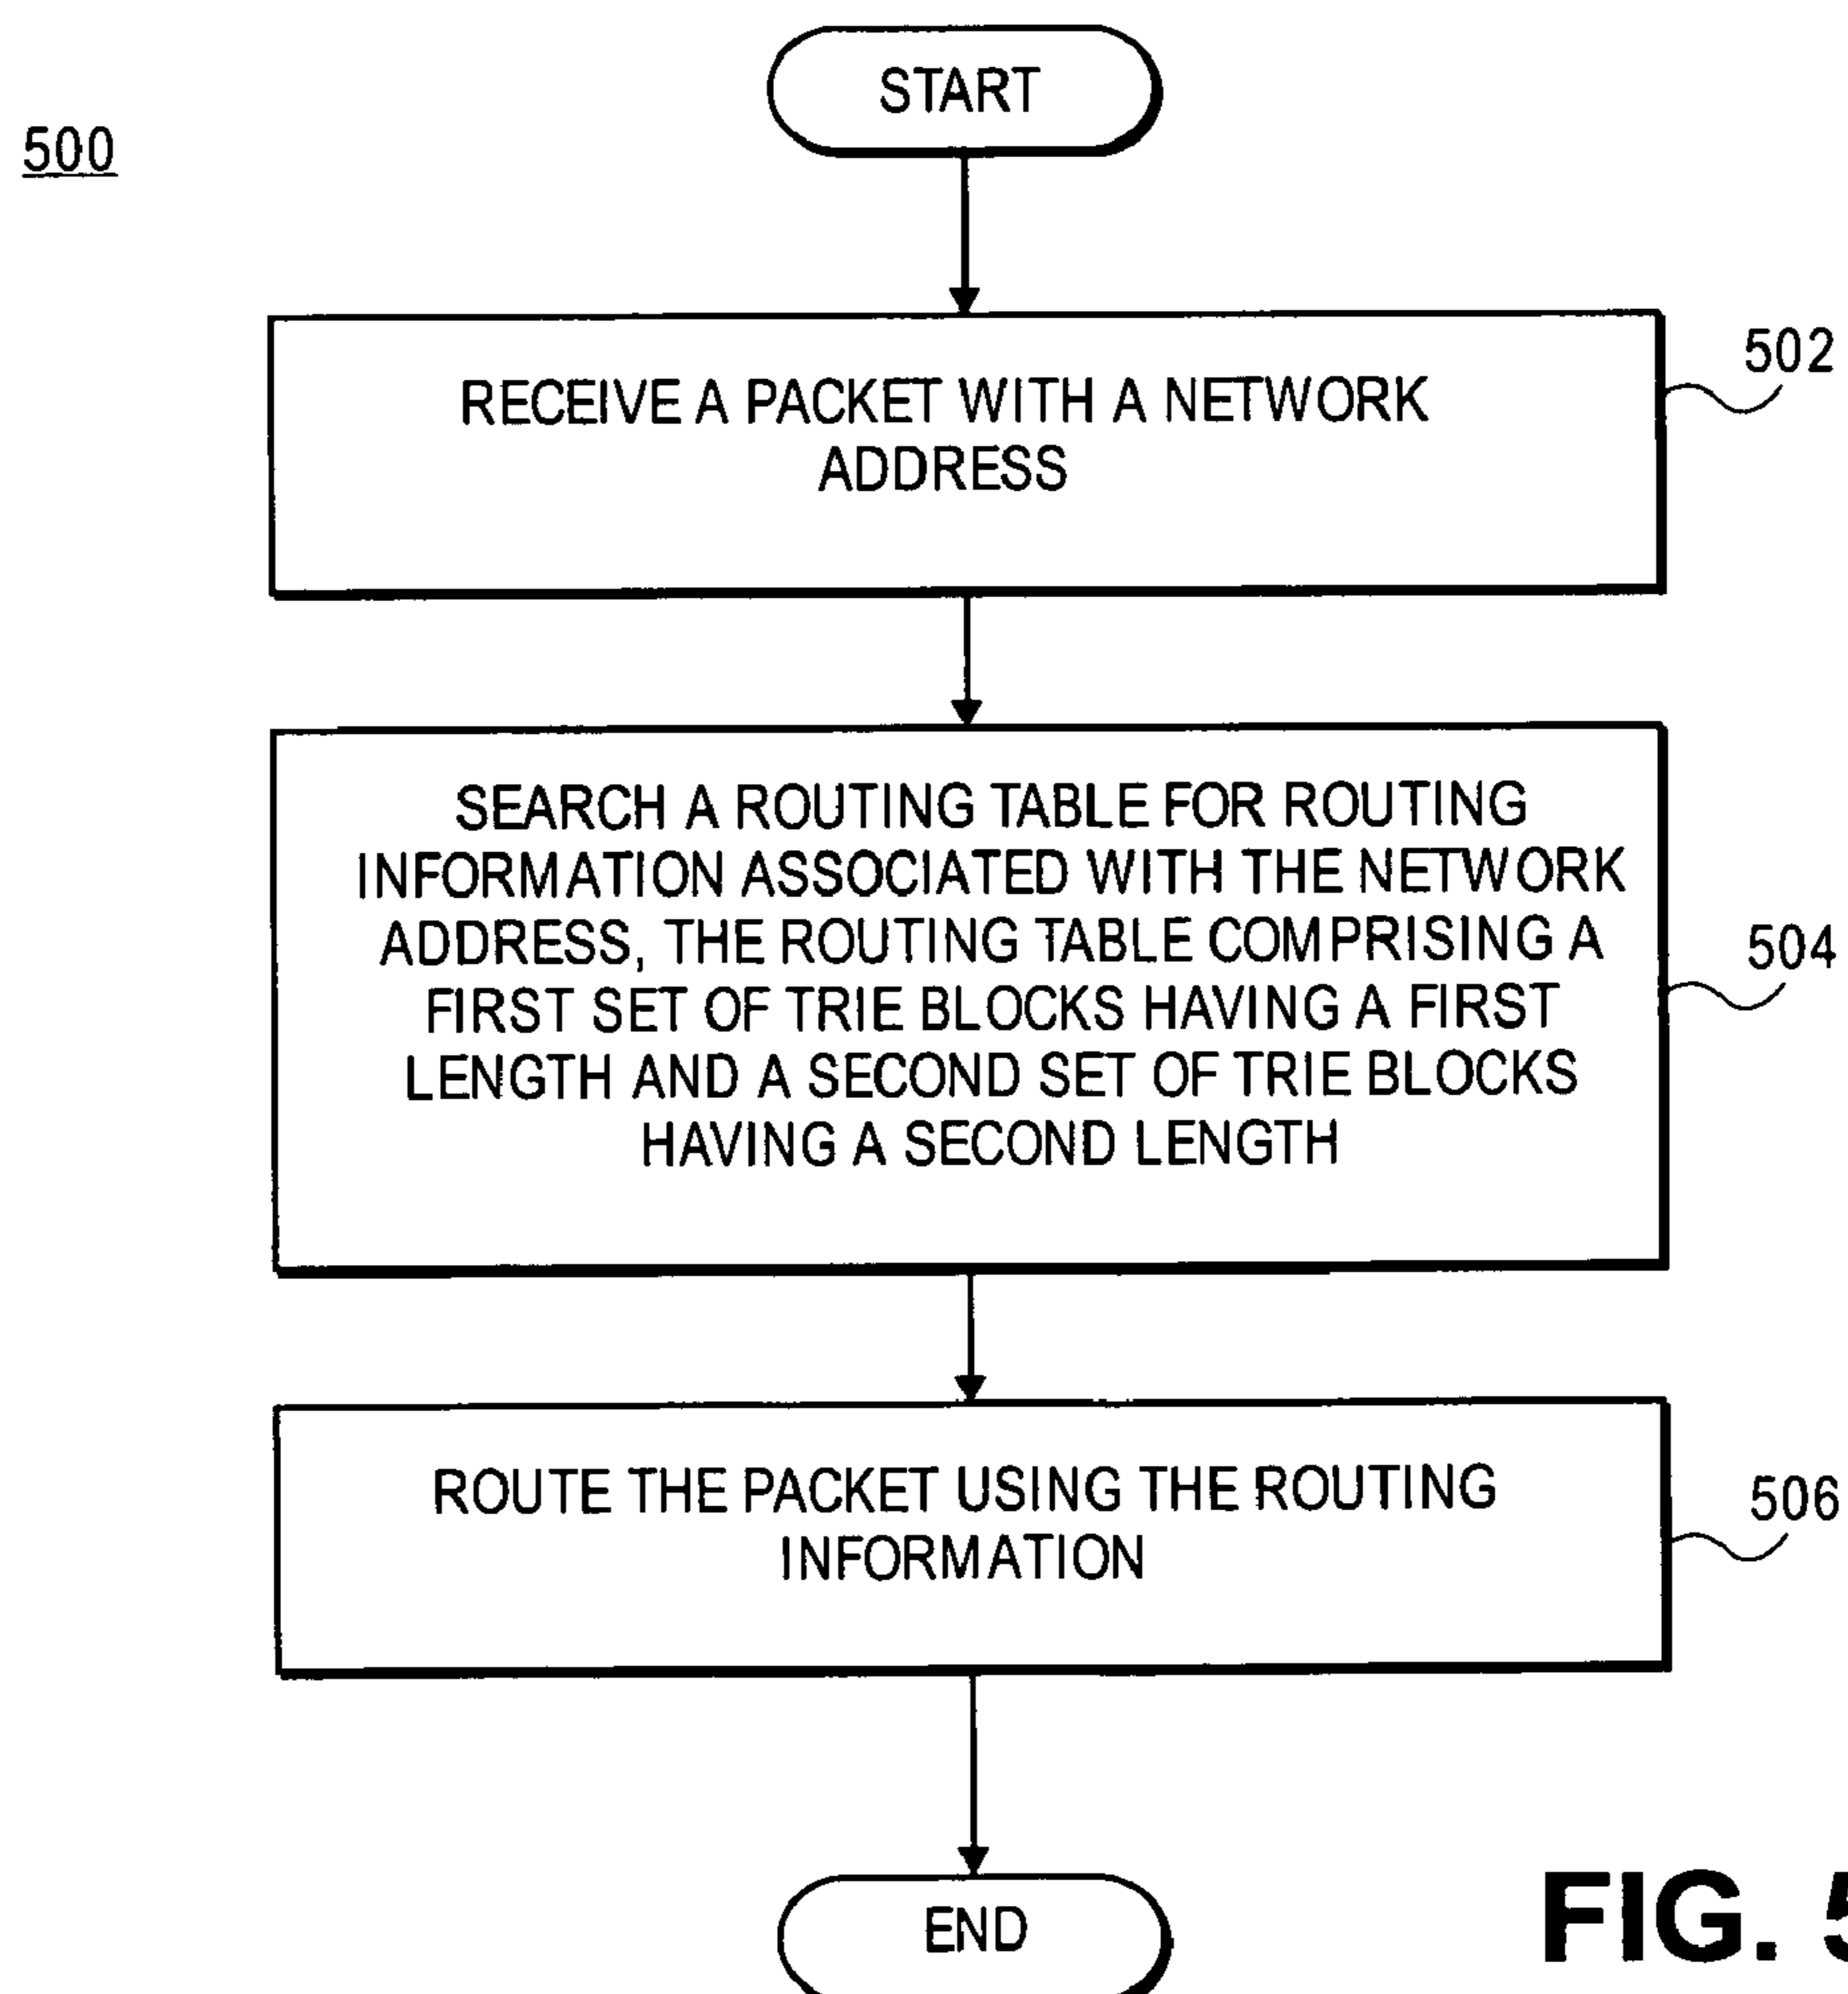 START
500
RECEIVE A PACKET WITH A NETWORK
ADDRESS
502
SEARCH A ROUTING TABLE FOR ROUTING
INFORMATION ASSOCIATED WITH THE NETWORK
ADDRESS, THE ROUTING TABLE COMPRISING A
FIRST SET OF TRIE BLOCKS HAVING A FIRST
LENGTH AND A SECOND SET OF TRIE BLOCKS
HAVING A SECOND LENGTH
504
ROUTE THE PACKET USING THE ROUTING
INFORMATION
506
END
FIG. 5